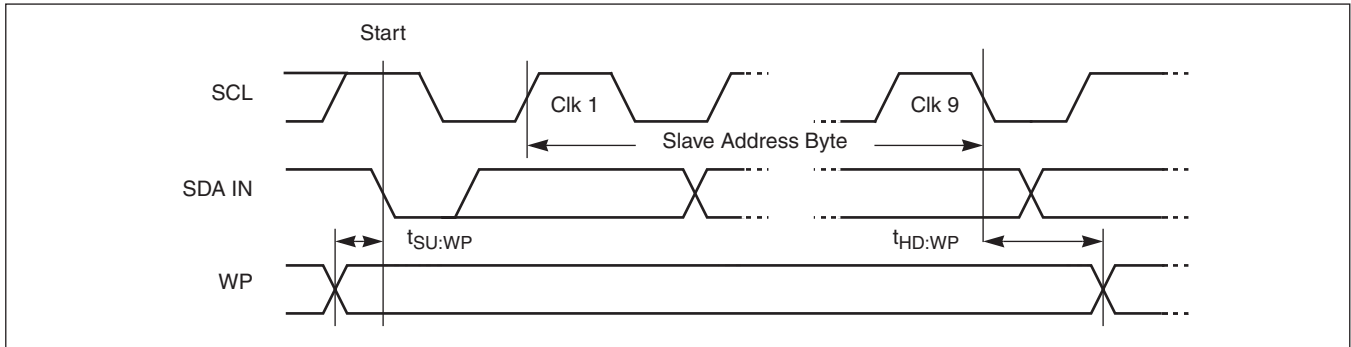 Start
SCL
Clk 1
Clk 9
Slave Address Byte
SDA IN
tSU:WP
tHD:WP
WP